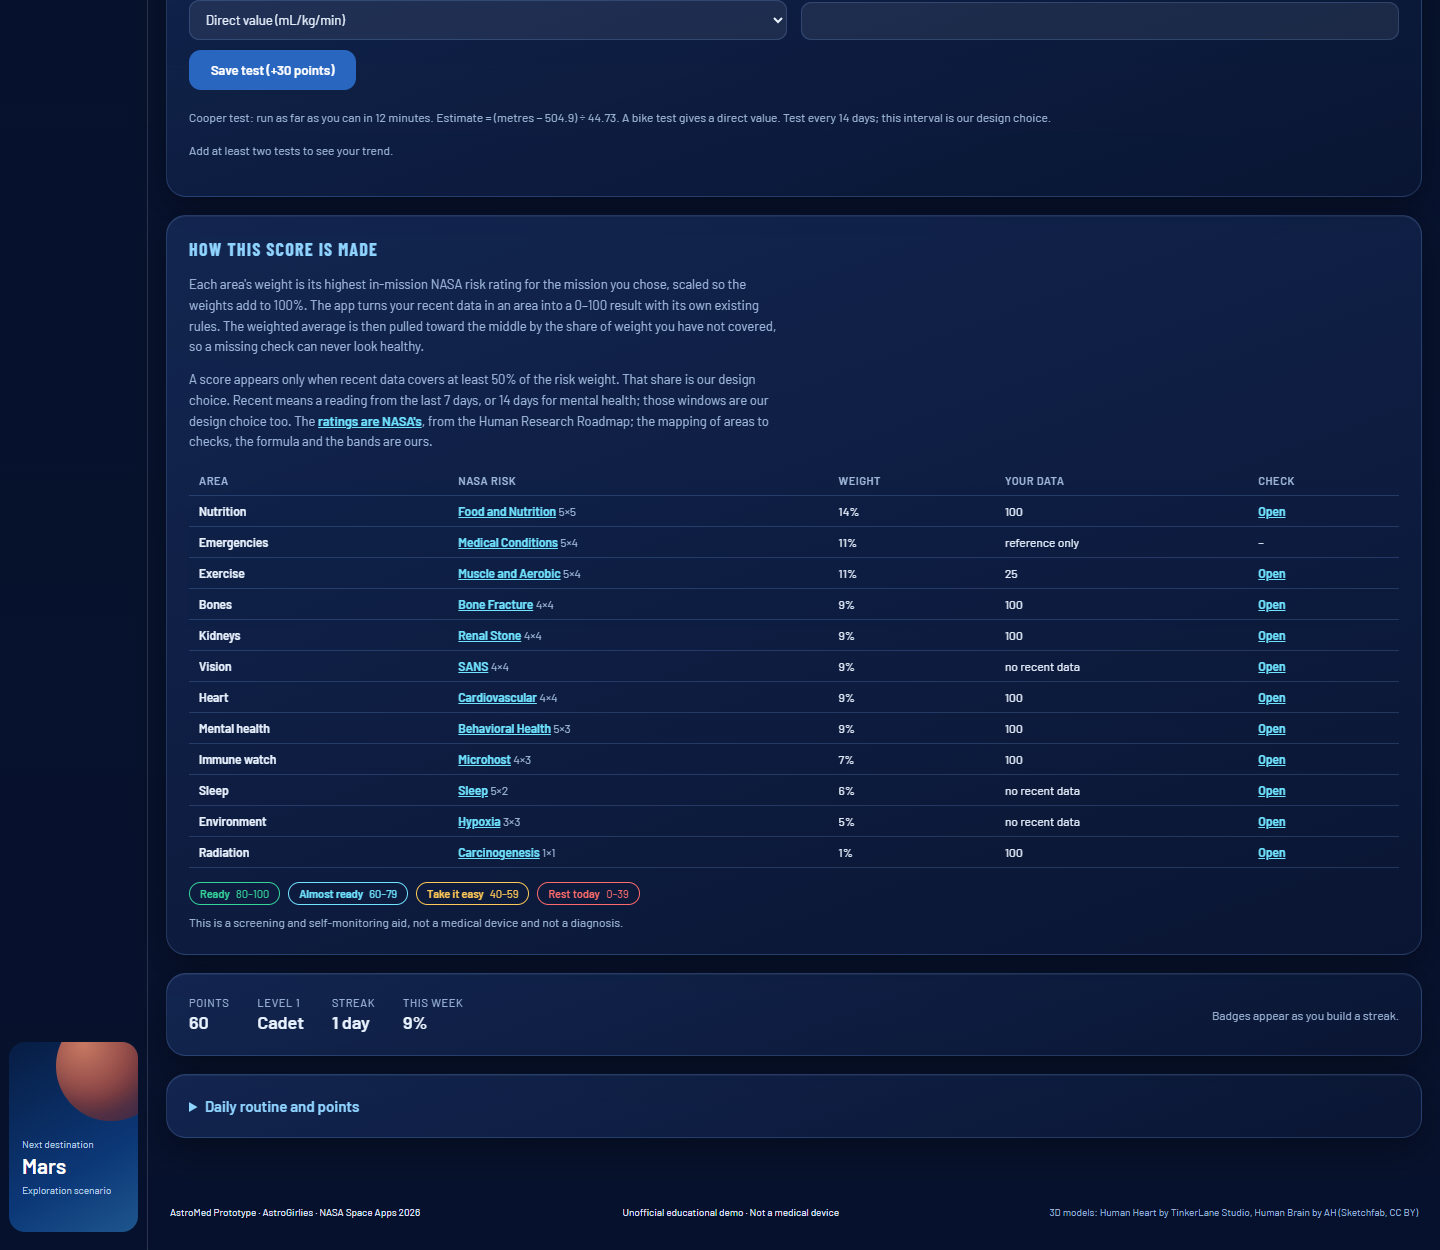 Direct value (mL/kg/min)
Save test (+30 points)
Cooper test: run as far as you can in 12 minutes. Estimate = (metres − 504.9) ÷ 44.73. A bike test gives a direct value. Test every 14 days; this interval is our design choice.
Add at least two tests to see your trend.
HOW THIS SCORE IS MADE
Each area's weight is its highest in-mission NASA risk rating for the mission you chose, scaled so the
weights add to 100%. The app turns your recent data in an area into a 0–100 result with its own existing
rules. The weighted average is then pulled toward the middle by the share of weight you have not covered,
so a missing check can never look healthy.
A score appears only when recent data covers at least 50% of the risk weight. That share is our design
choice. Recent means a reading from the last 7 days, or 14 days for mental health; those windows are our
design choice too. The ratings are NASA's, from the Human Research Roadmap; the mapping of areas to
checks, the formula and the bands are ours.
AREA NASA RISK WEIGHT YOUR DATA CHECK
Nutrition Food and Nutrition 5×5 14% 100 Open
Emergencies Medical Conditions 5×4 11% reference only –
Exercise Muscle and Aerobic 5×4 11% 25 Open
Bones Bone Fracture 4×4 9% 100 Open
Kidneys Renal Stone 4×4 9% 100 Open
Vision SANS 4×4 9% no recent data Open
Heart Cardiovascular 4×4 9% 100 Open
Mental health Behavioral Health 5×3 9% 100 Open
Immune watch Microhost 4×3 7% 100 Open
Sleep Sleep 5×2 6% no recent data Open
Environment Hypoxia 3×3 5% no recent data Open
Radiation Carcinogenesis 1×1 1% 100 Open
Ready 80–100 Almost ready 60–79 Take it easy 40–59 Rest today 0–39
This is a screening and self-monitoring aid, not a medical device and not a diagnosis.
POINTS LEVEL 1 STREAK THIS WEEK
60 Cadet 1 day 9%
Badges appear as you build a streak.
Daily routine and points
Next destination
Mars
Exploration scenario
AstroMed Prototype · AstroGirlies · NASA Space Apps 2026
Unofficial educational demo · Not a medical device
3D models: Human Heart by TinkerLane Studio, Human Brain by AH (Sketchfab, CC BY)